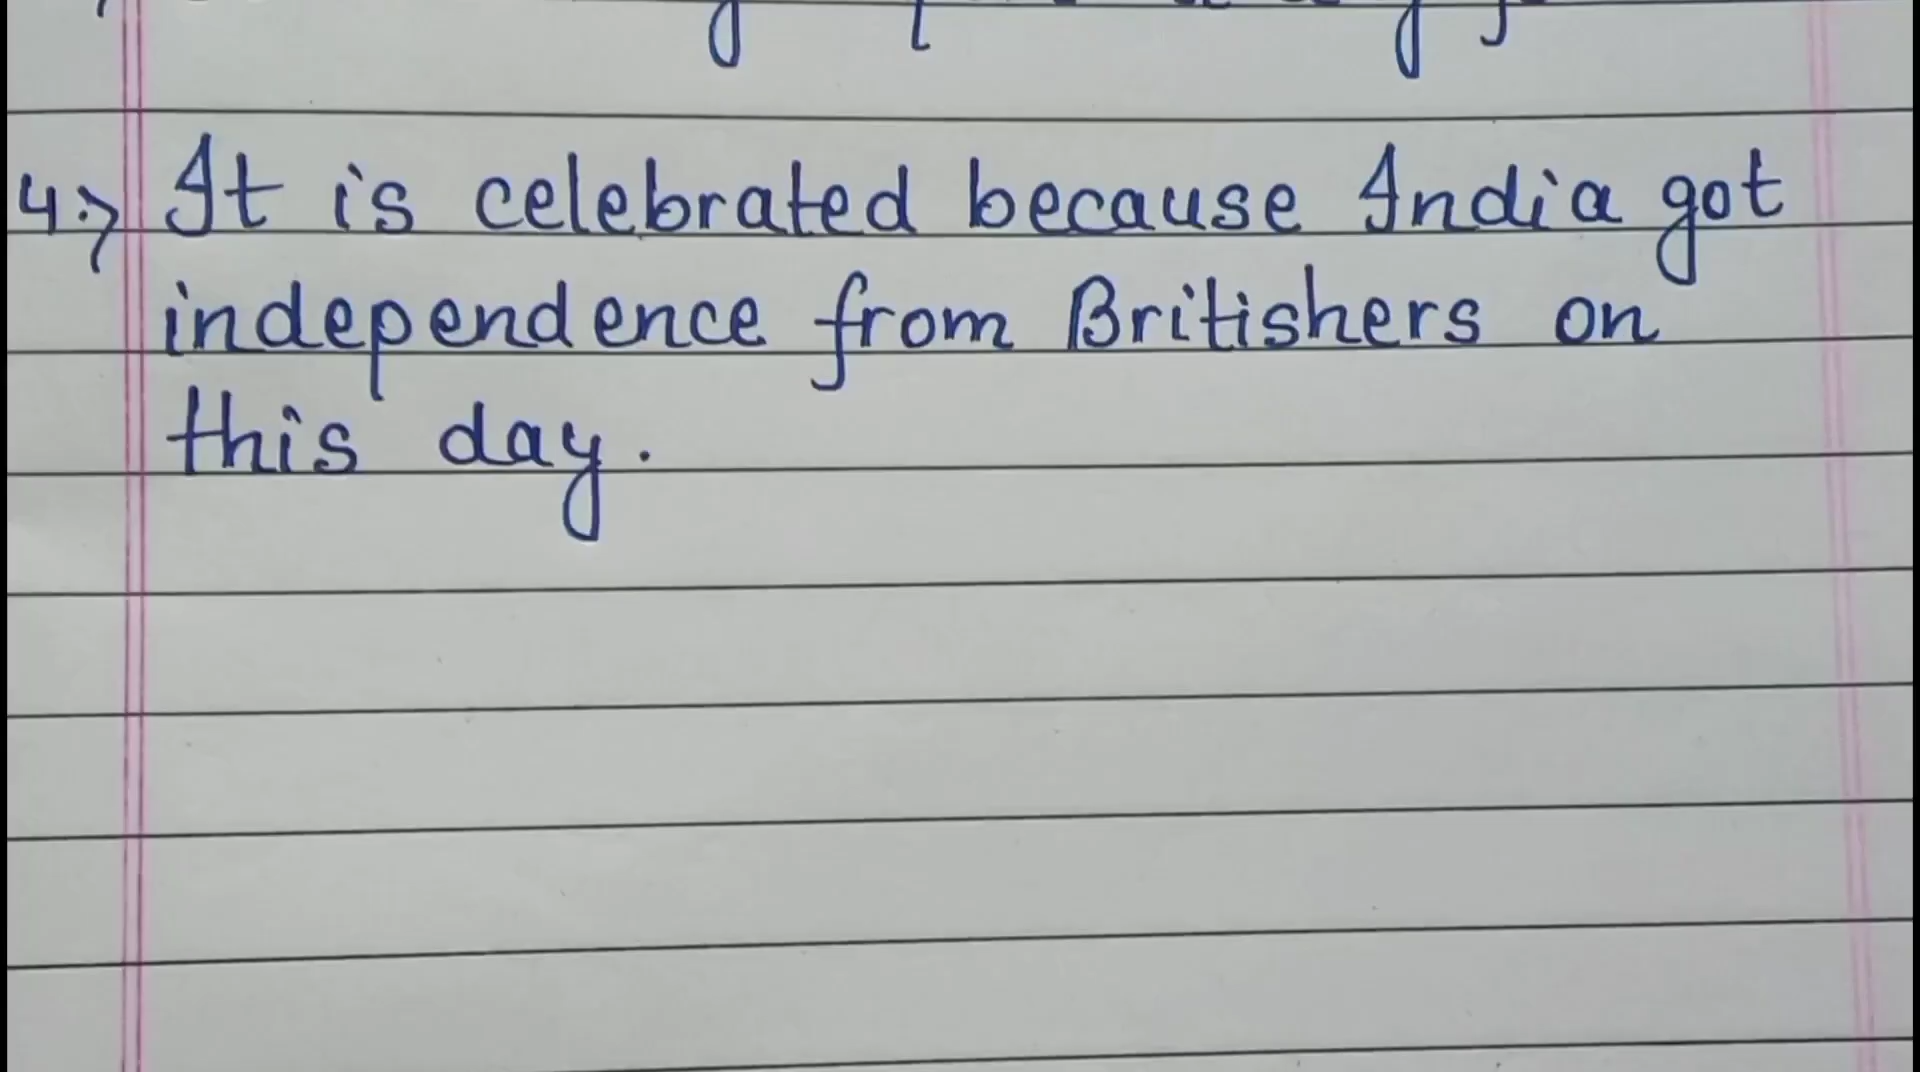 4.) It is celebrated because India got
independence from Britishers on
this day.